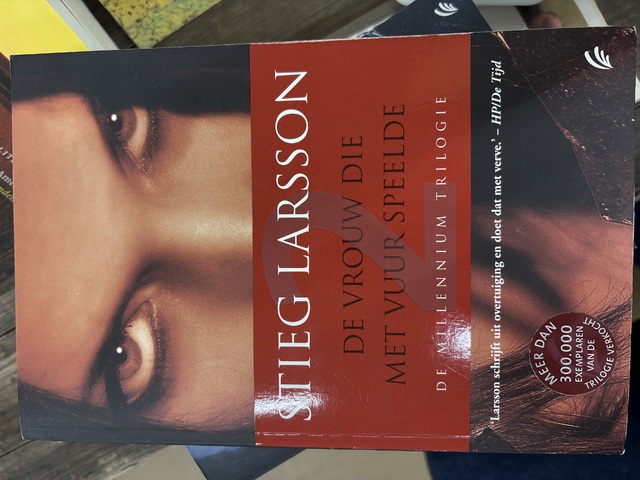 STIEG LARSSON
DE VROUW DIE
MET VUUR SPEELDE
2
DE MILLENNIUM TRILOGIE
'Larsson schrijft uit overtuiging en doet dat met verve.' – HP/De Tijd
MEER DAN
300.000
EXEMPLAREN
VAN DE
TRILOGIE VERKOCHT